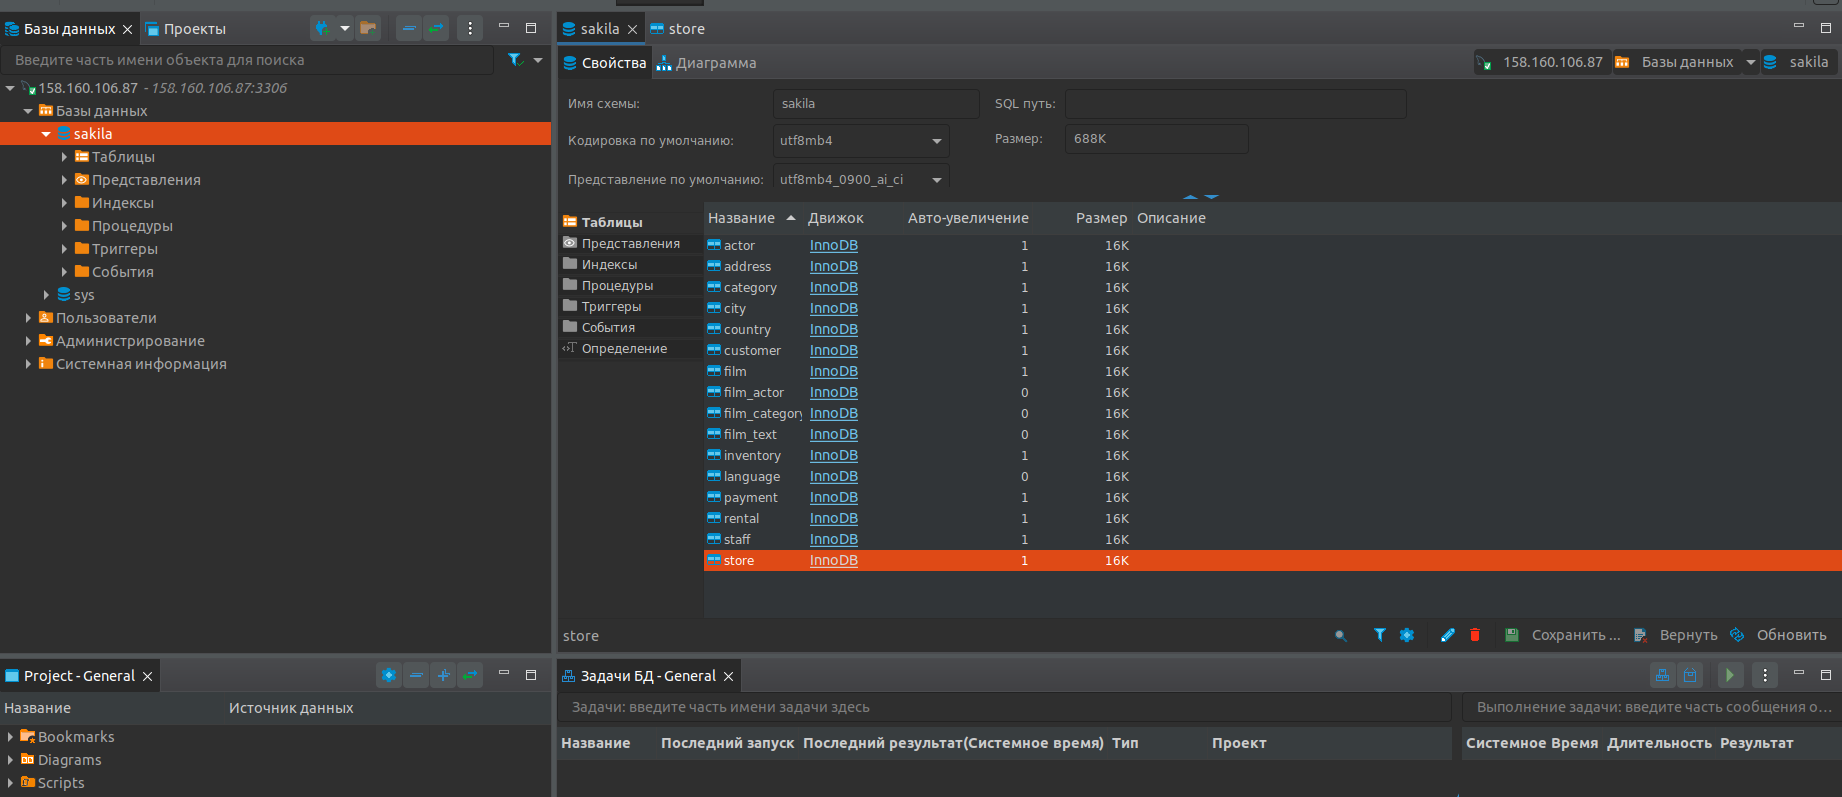 Базы данных
Проекты
Введите часть имени объекта для поиска
158.160.106.87 - 158.160.106.87:3306
Базы данных
sakila
Таблицы
Представления
Индексы
Процедуры
Триггеры
События
sys
Пользователи
Администрирование
Системная информация
sakila
store
Свойства
Диаграмма
158.160.106.87
Базы данных
sakila
Имя схемы: sakila
SQL путь:
Кодировка по умолчанию: utf8mb4
Размер: 688K
Представление по умолчанию: utf8mb4_0900_ai_ci
Таблицы
Представления
Индексы
Процедуры
Триггеры
События
Определение
Название Движок Авто-увеличение Размер Описание
actor InnoDB 1 16K
address InnoDB 1 16K
category InnoDB 1 16K
city InnoDB 1 16K
country InnoDB 1 16K
customer InnoDB 1 16K
film InnoDB 1 16K
film_actor InnoDB 0 16K
film_category InnoDB 0 16K
film_text InnoDB 0 16K
inventory InnoDB 1 16K
language InnoDB 0 16K
payment InnoDB 1 16K
rental InnoDB 1 16K
staff InnoDB 1 16K
store InnoDB 1 16K
store
Сохранить ...
Вернуть
Обновить
Project - General
Название Источник данных
Bookmarks
Diagrams
Scripts
Задачи БД - General
Задачи: введите часть имени задачи здесь
Выполнение задачи: введите часть сообщения о...
Название Последний запуск Последний результат(Системное время) Тип Проект
Системное Время Длительность Результат